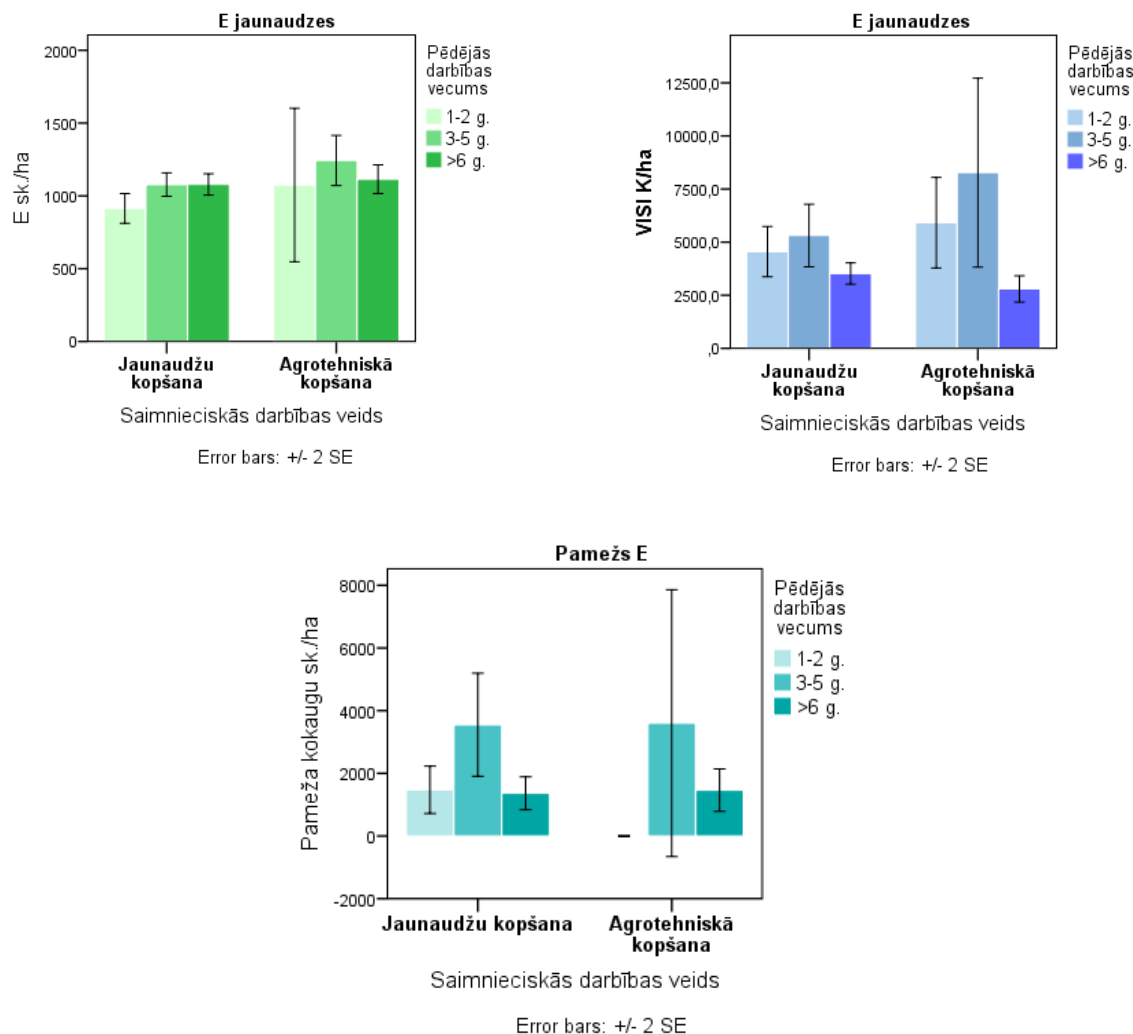 E jaunaudzes
E sk./ha
2000
1500
1000
500
0
Jaunaudžu
kopšana
Agrotehniskā
kopšana
Saimnieciskās darbības veids
Error bars: +/- 2 SE
Pēdējās
darbības
vecums
1-2 g.
3-5 g.
>6 g.
E jaunaudzes
VISI K/ha
12500,0
10000,0
7500,0
5000,0
2500,0
,0
Jaunaudžu
kopšana
Agrotehniskā
kopšana
Saimnieciskās darbības veids
Error bars: +/- 2 SE
Pēdējās
darbības
vecums
1-2 g.
3-5 g.
>6 g.
Pamežs E
Pameža kokaugu sk./ha
8000
6000
4000
2000
0
-2000
Jaunaudžu kopšana
Agrotehniskā
kopšana
Saimnieciskās darbības veids
Error bars: +/- 2 SE
Pēdējās
darbības
vecums
1-2 g.
3-5 g.
>6 g.